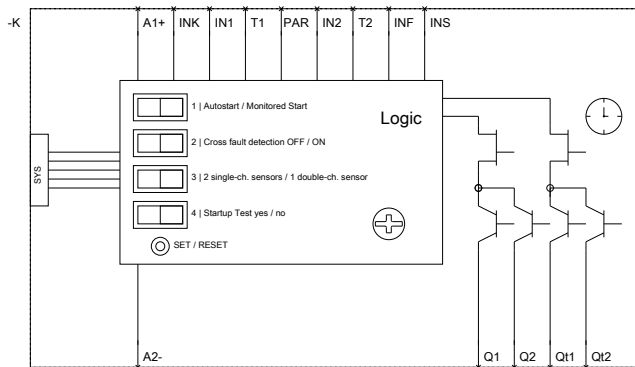 -K
A1+ INK IN1 T1 PAR IN2 T2 INF INS
1 | Autostart / Monitored Start
Logic
2 | Cross fault detection OFF / ON
3 | 2 single-ch. sensors / 1 double-ch. sensor
SYS
4 | Startup Test yes / no
SET / RESET
A2- Q1 Q2 Qt1 Qt2